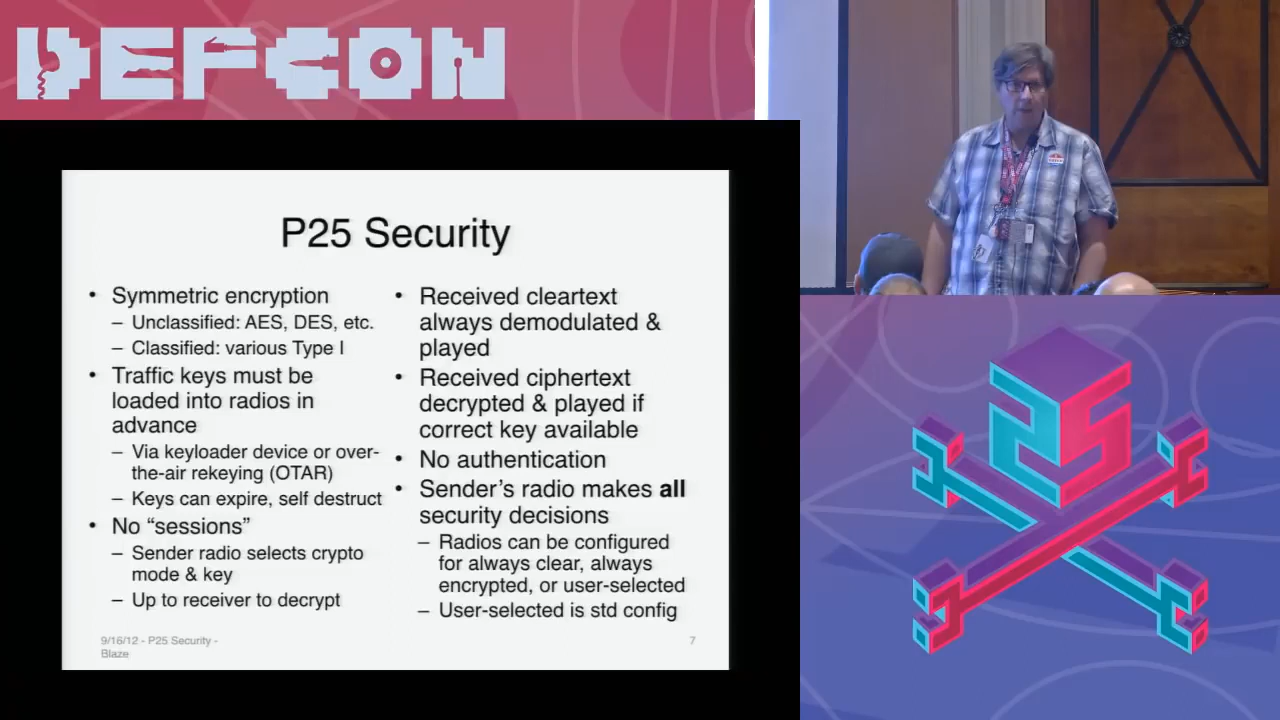 DEFCON
P25 Security
• Symmetric encryption
– Unclassified: AES, DES, etc.
– Classified: various Type I
• Traffic keys must be
loaded into radios in
advance
– Via keyloader device or over-
the-air rekeying (OTAR)
– Keys can expire, self destruct
• No “sessions”
– Sender radio selects crypto
mode & key
– Up to receiver to decrypt
• Received cleartext
always demodulated &
played
• Received ciphertext
decrypted & played if
correct key available
• No authentication
• Sender’s radio makes all
security decisions
– Radios can be configured
for always clear, always
encrypted, or user-selected
– User-selected is std config
9/16/12 - P25 Security -
Blaze
7
25